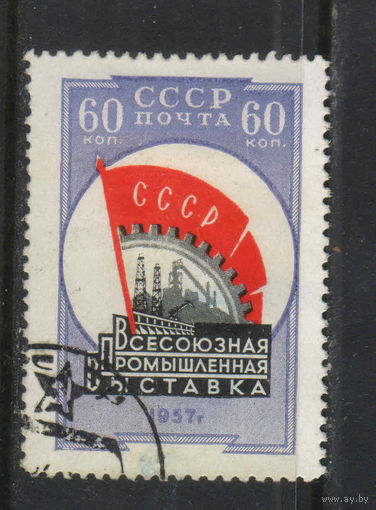 СССР
ПОЧТА
60 КОП.
60 КОП.
СССР
ВСЕСОЮЗНАЯ
ПРОМЫШЛЕННАЯ
ВЫСТАВКА
1957г
www.ay.by